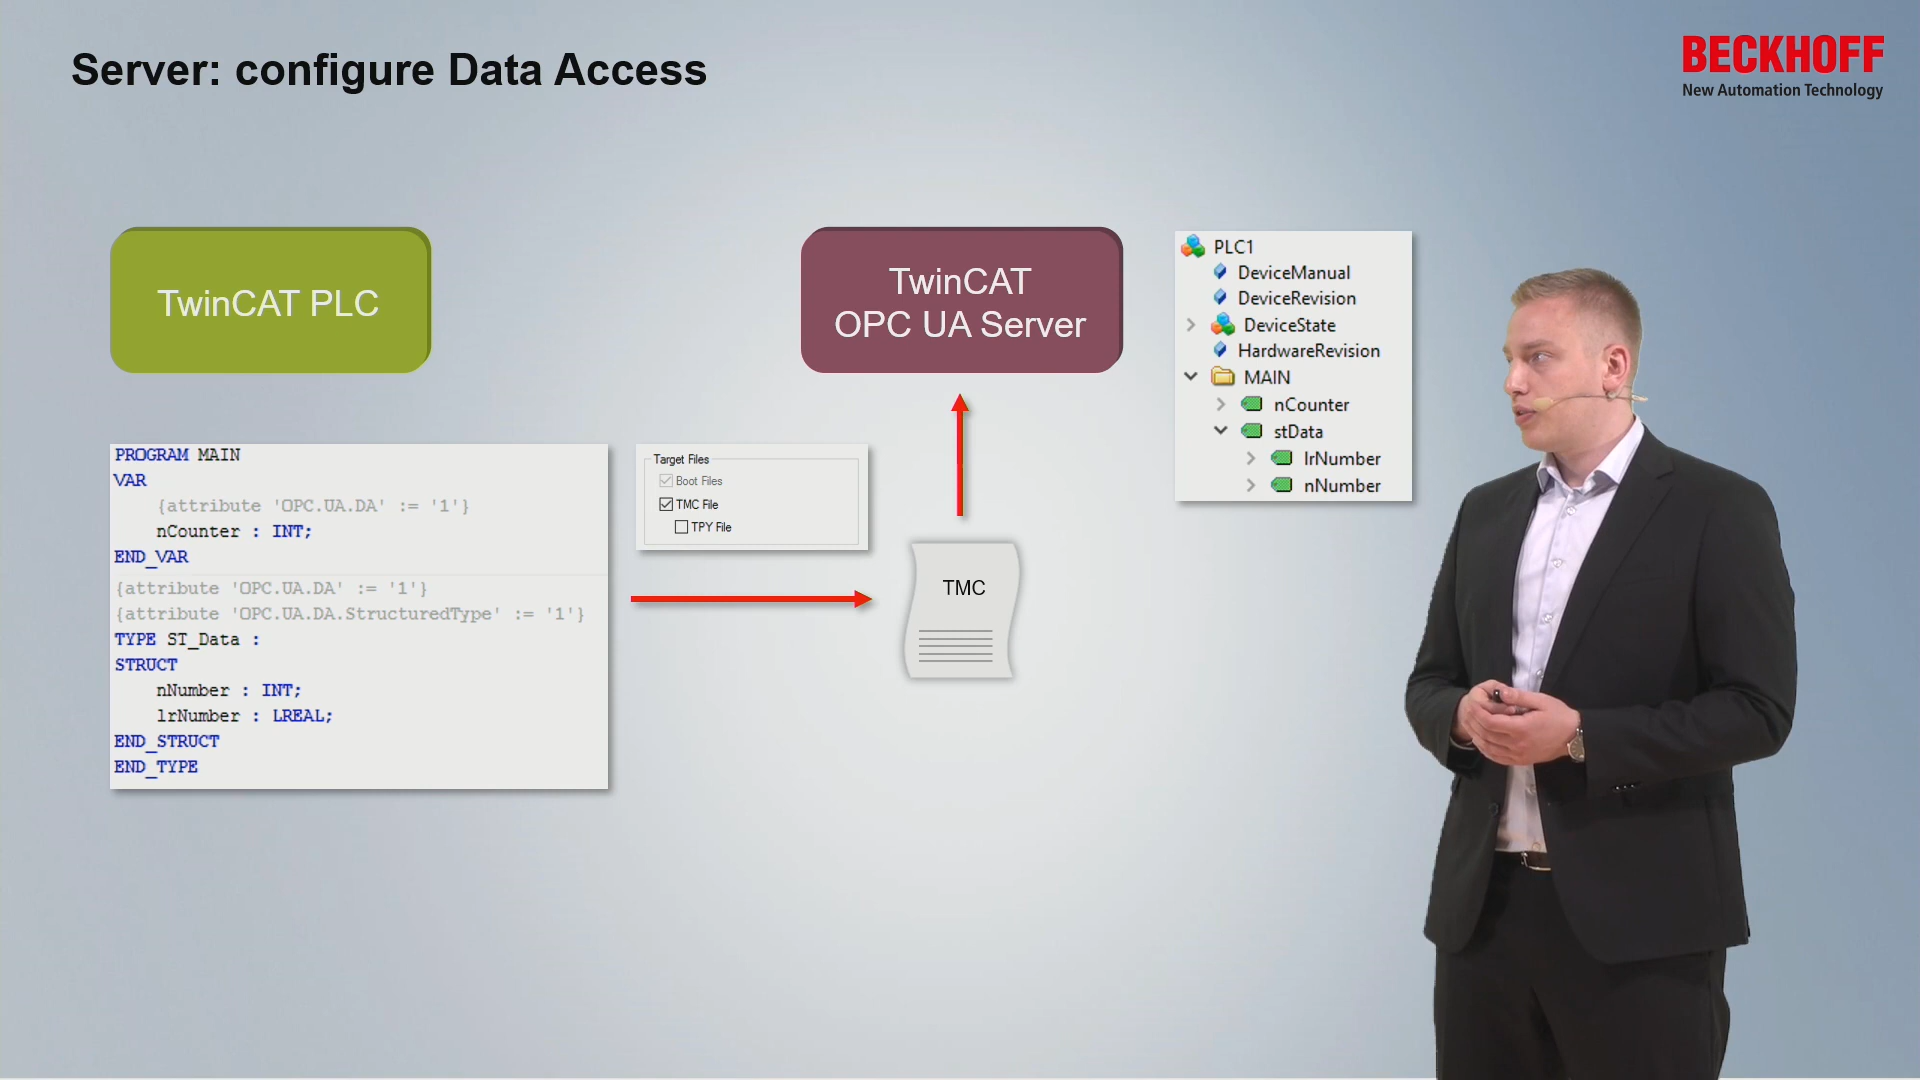 Server: configure Data Access
BECKHOFF
New Automation Technology
TwinCAT PLC
TwinCAT
OPC UA Server
PROGRAM MAIN
VAR
{attribute 'OPC.UA.DA' := '1'}
nCounter : INT;
END_VAR
{attribute 'OPC.UA.DA' := '1'}
{attribute 'OPC.UA.DA.StructuredType' := '1'}
TYPE ST_Data :
STRUCT
nNumber : INT;
lrNumber : LREAL;
END_STRUCT
END_TYPE
Target Files
Boot Files
TMC File
TPY File
TMC
PLC1
DeviceManual
DeviceRevision
DeviceState
HardwareRevision
MAIN
nCounter
stData
lrNumber
nNumber